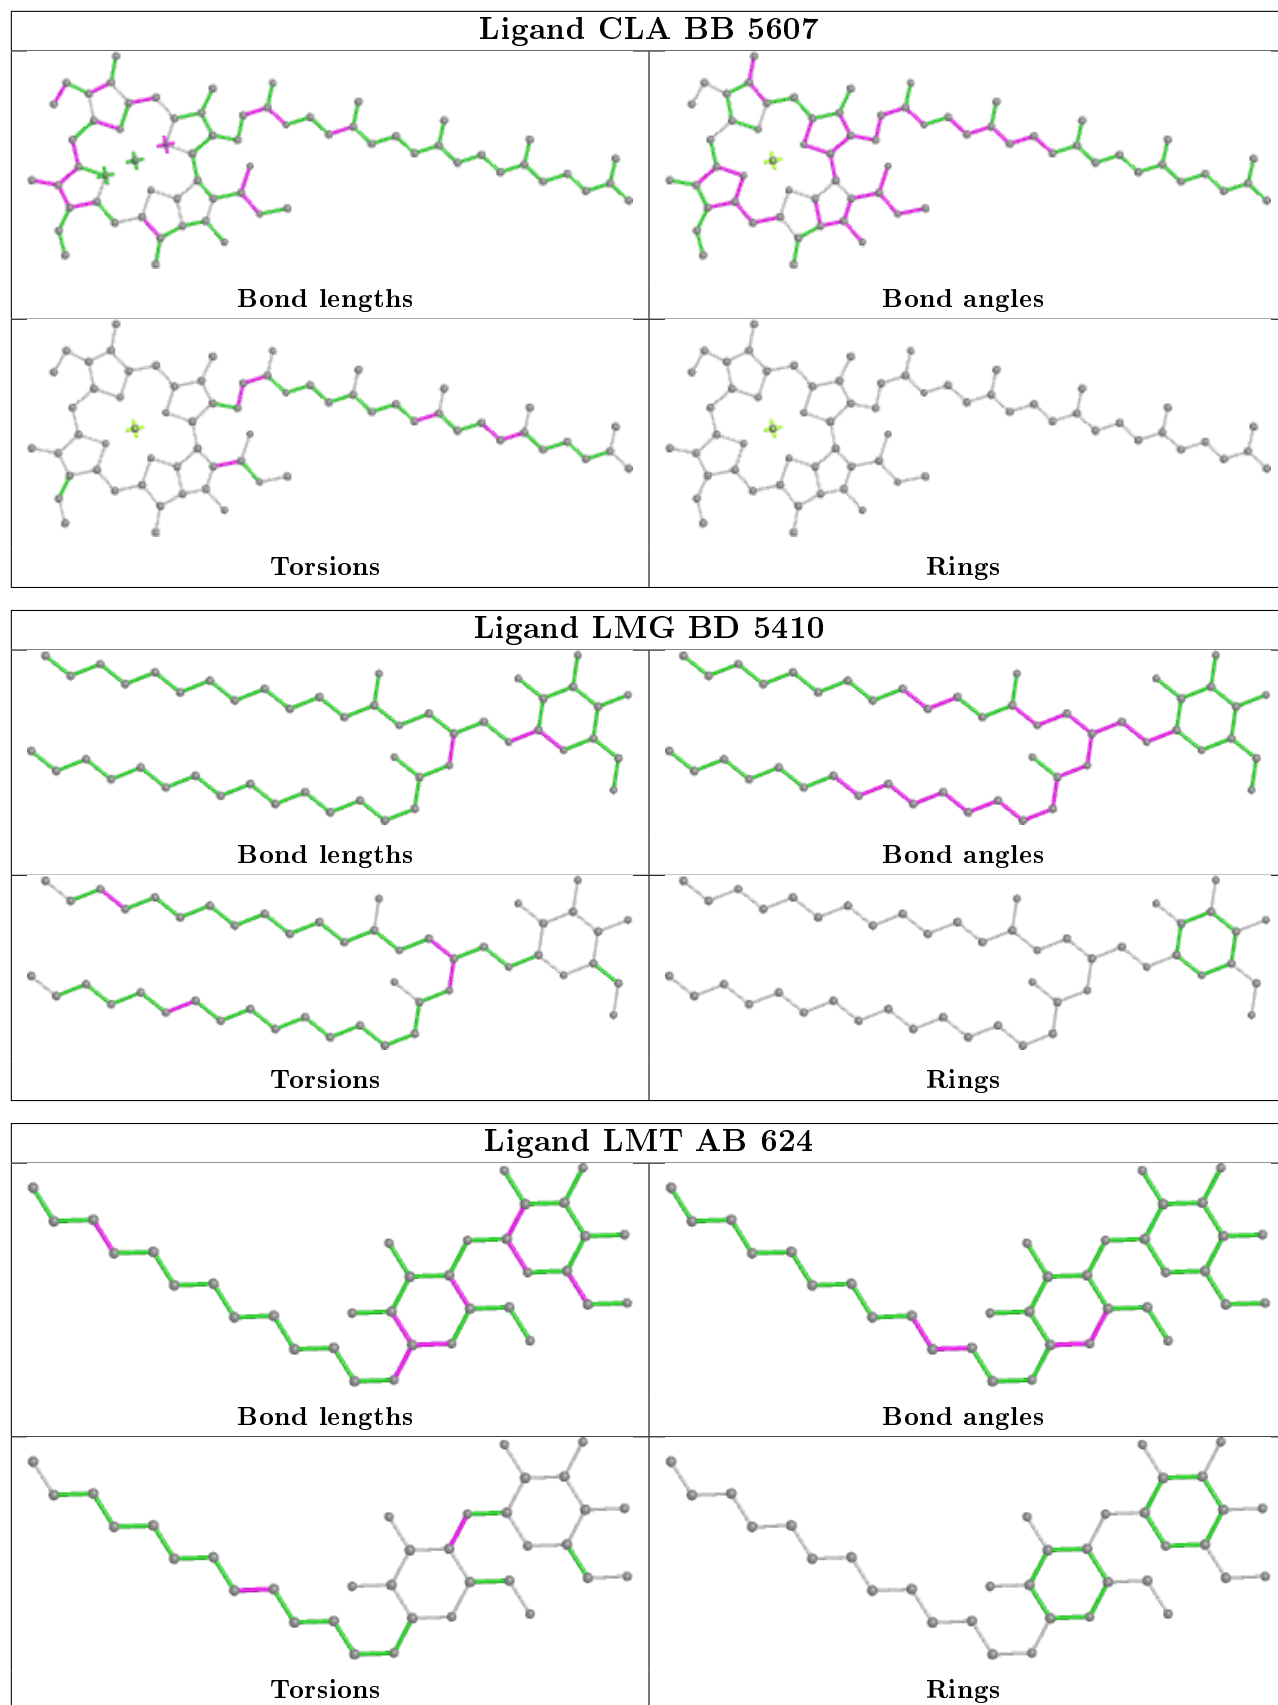 Ligand CLA BB 5607
Bond lengths
Bond angles
Torsions
Rings
Ligand LMG BD 5410
Bond lengths
Bond angles
Torsions
Rings
Ligand LMT AB 624
Bond lengths
Bond angles
Torsions
Rings